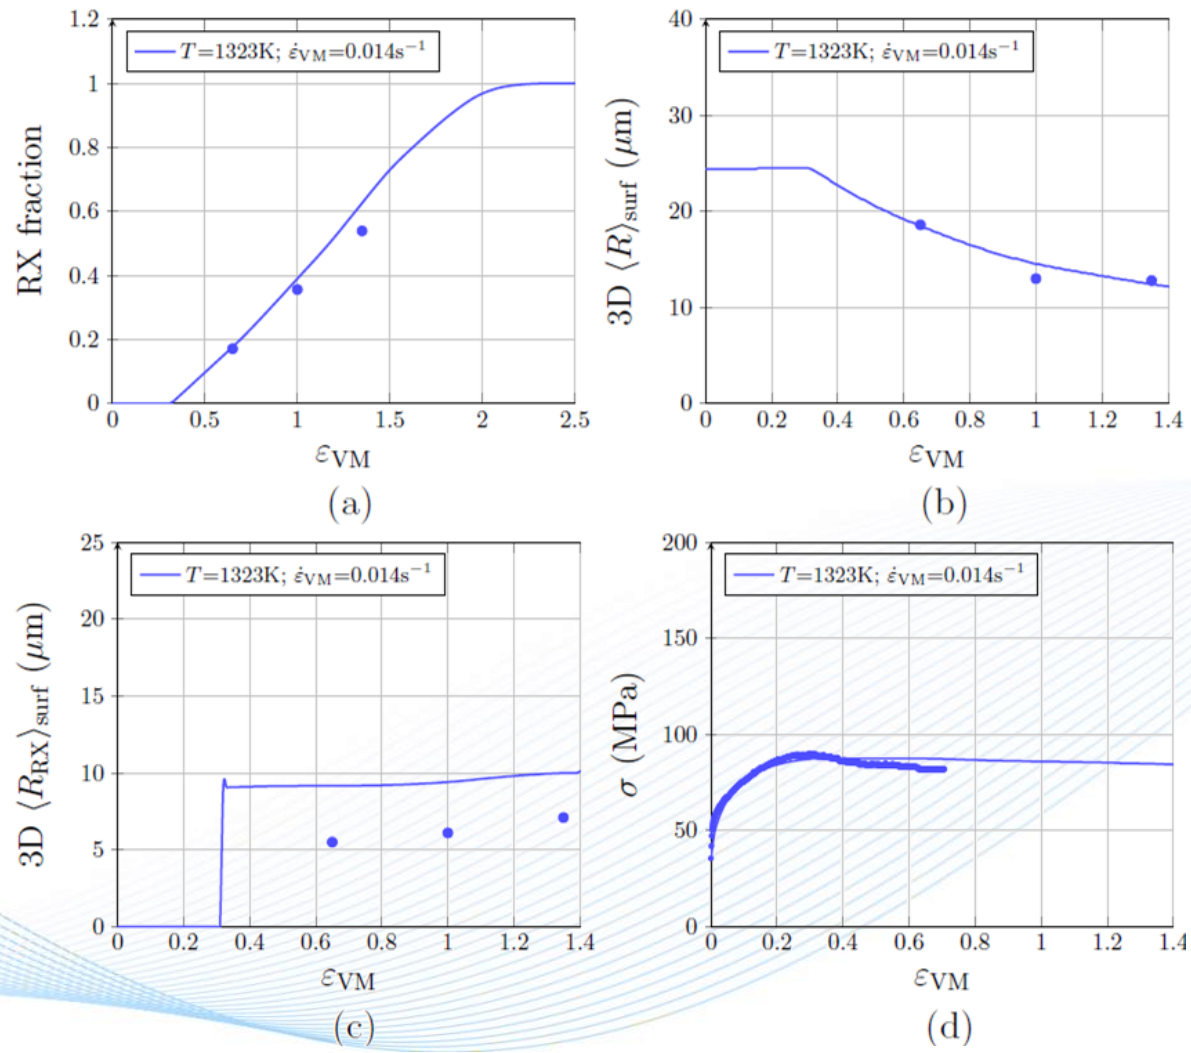 1.2
T=1323K; ε̇VM=0.014s⁻¹
1
0.8
0.6
0.4
0.2
0
RX fraction
0 0.5 1 1.5 2 2.5
εVM
(a)
40
T=1323K; ε̇VM=0.014s⁻¹
30
20
10
0
3D ⟨R⟩surf (μm)
0 0.2 0.4 0.6 0.8 1 1.2 1.4
εVM
(b)
25
T=1323K; ε̇VM=0.014s⁻¹
20
15
10
5
0
3D ⟨RRX⟩surf (μm)
0 0.2 0.4 0.6 0.8 1 1.2 1.4
εVM
(c)
200
T=1323K; ε̇VM=0.014s⁻¹
150
100
50
0
σ (MPa)
0 0.2 0.4 0.6 0.8 1 1.2 1.4
εVM
(d)